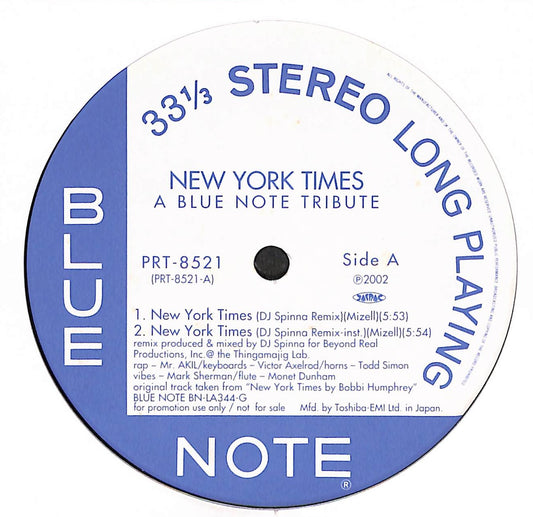 33 1/3 STEREO LONG PLAYING
NEW YORK TIMES
A BLUE NOTE TRIBUTE
PRT-8521
(PRT-8521-A)
Side A
℗2002
JASRAC
1. New York Times (DJ Spinna Remix)(Mizell)(5:53)
2. New York Times (DJ Spinna Remix-inst.)(Mizell)(5:54)
remix produced & mixed by DJ Spinna for Beyond Real
Productions, Inc.@ the Thingamajig Lab.
rap – Mr. AKIL/keyboards – Victor Axelrod/horns – Todd Simon
vibes – Mark Sherman/flute – Monet Dunham
original track taken from "New York Times by Bobbi Humphrey"
BLUE NOTE BN-LA344-G
for promotion use only / not for sale Mfd. by Toshiba-EMI Ltd. in Japan.
BLUE
NOTE®